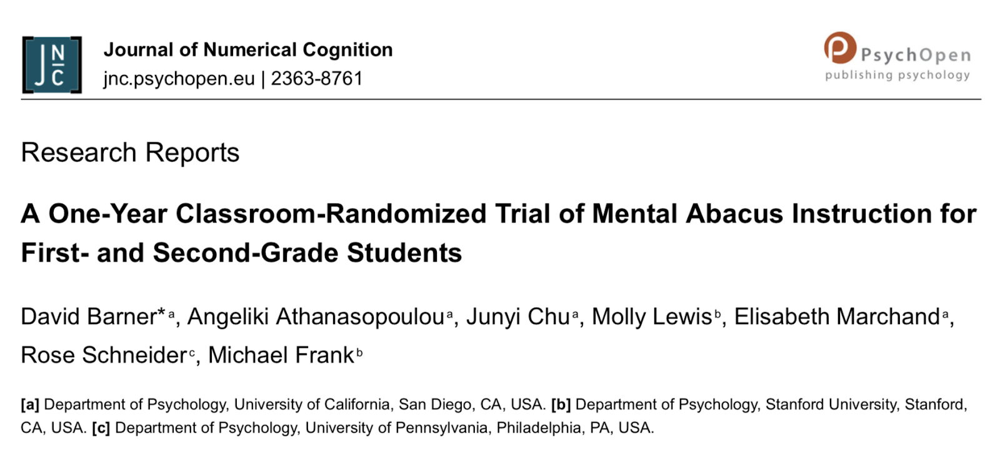 JNC
Journal of Numerical Cognition
jnc.psychopen.eu | 2363-8761
PsychOpen
publishing psychology
Research Reports
A One-Year Classroom-Randomized Trial of Mental Abacus Instruction for
First- and Second-Grade Students
David Barner*ᵃ, Angeliki Athanasopoulouᵃ, Junyi Chuᵃ, Molly Lewisᵇ, Elisabeth Marchandᵃ,
Rose Schneiderᶜ, Michael Frankᵇ
[a] Department of Psychology, University of California, San Diego, CA, USA. [b] Department of Psychology, Stanford University, Stanford,
CA, USA. [c] Department of Psychology, University of Pennsylvania, Philadelphia, PA, USA.